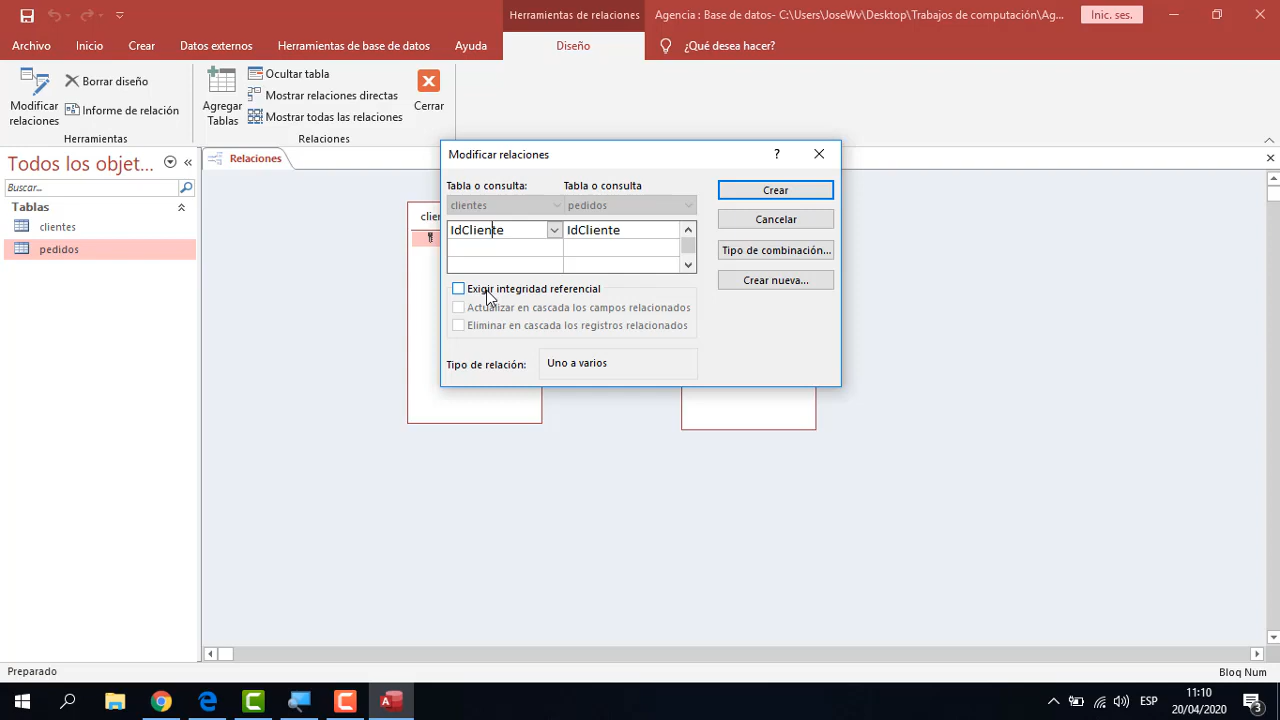 Herramientas de relaciones
Agencia : Base de datos- C:\Users\JoseWv\Desktop\Trabajos de computación\Ag...
Inic. ses.
Archivo
Inicio
Crear
Datos externos
Herramientas de base de datos
Ayuda
Diseño
¿Qué desea hacer?
Modificar
relaciones
Borrar diseño
Informe de relación
Herramientas
Agregar
Tablas
Ocultar tabla
Mostrar relaciones directas
Mostrar todas las relaciones
Cerrar
Relaciones
Todos los objet...
Buscar...
Tablas
clientes
pedidos
Relaciones
Modificar relaciones
?
Tabla o consulta:
Tabla o consulta
clientes
pedidos
IdCliente
IdCliente
Exigir integridad referencial
Actualizar en cascada los campos relacionados
Eliminar en cascada los registros relacionados
Tipo de relación:
Uno a varios
Crear
Cancelar
Tipo de combinación...
Crear nueva...
Preparado
Bloq Num
ESP
11:10
20/04/2020
3